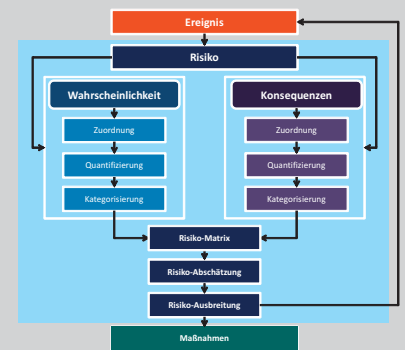 Ereignis
Risiko
Wahrscheinlichkeit
Konsequenzen
Zuordnung
Zuordnung
Quantifizierung
Quantifizierung
Kategorisierung
Kategorisierung
Risiko-Matrix
Risiko-Abschätzung
Risiko-Ausbreitung
Maßnahmen